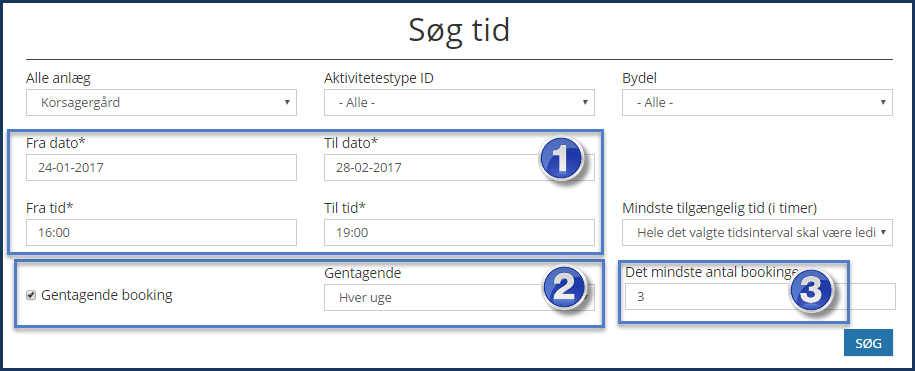 Søg tid
Alle anlæg
Aktivitetestype ID
Bydel
Korsagergård
- Alle -
- Alle -
Fra dato*
Til dato*
24-01-2017
28-02-2017
1
Fra tid*
Til tid*
Mindste tilgængelig tid (i timer)
16:00
19:00
Hele det valgte tidsinterval skal være ledi
Gentagende booking
Gentagende
Hver uge
2
Det mindste antal bookinge
3
3
SØG